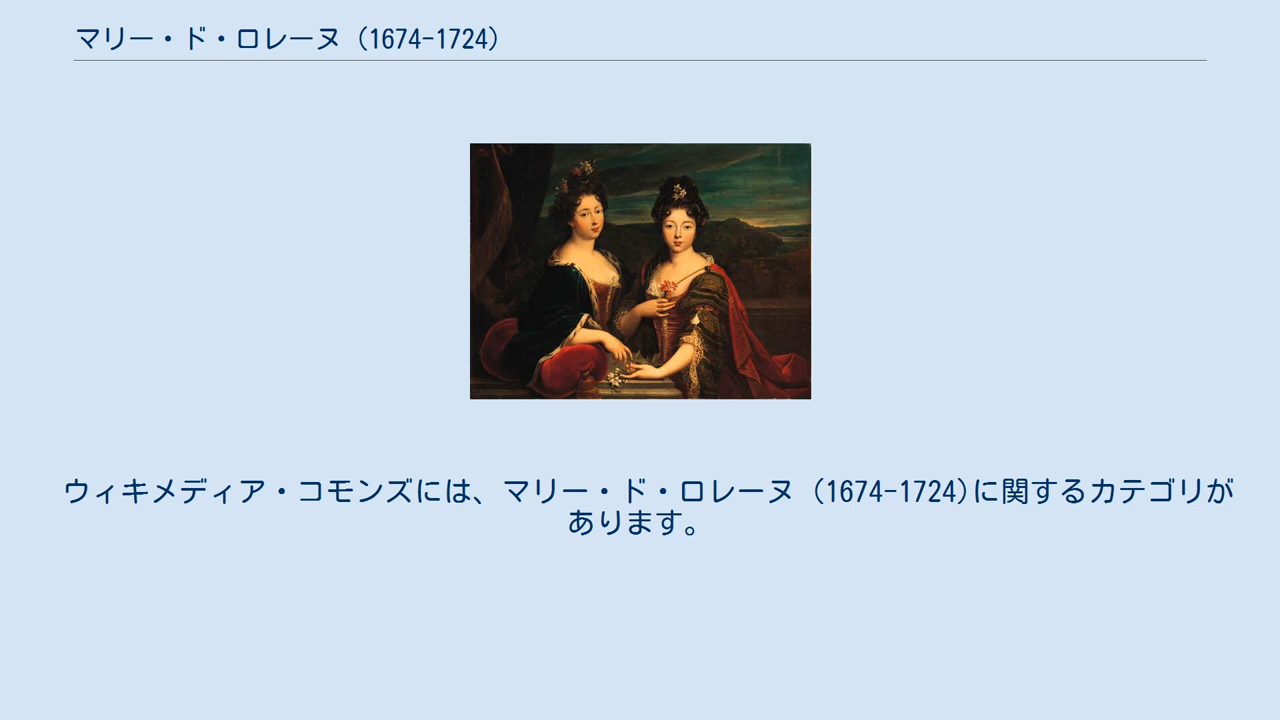 マリー・ド・ロレーヌ (1674-1724)
ウィキメディア・コモンズには、マリー・ド・ロレーヌ (1674-1724)に関するカテゴリが
あります。